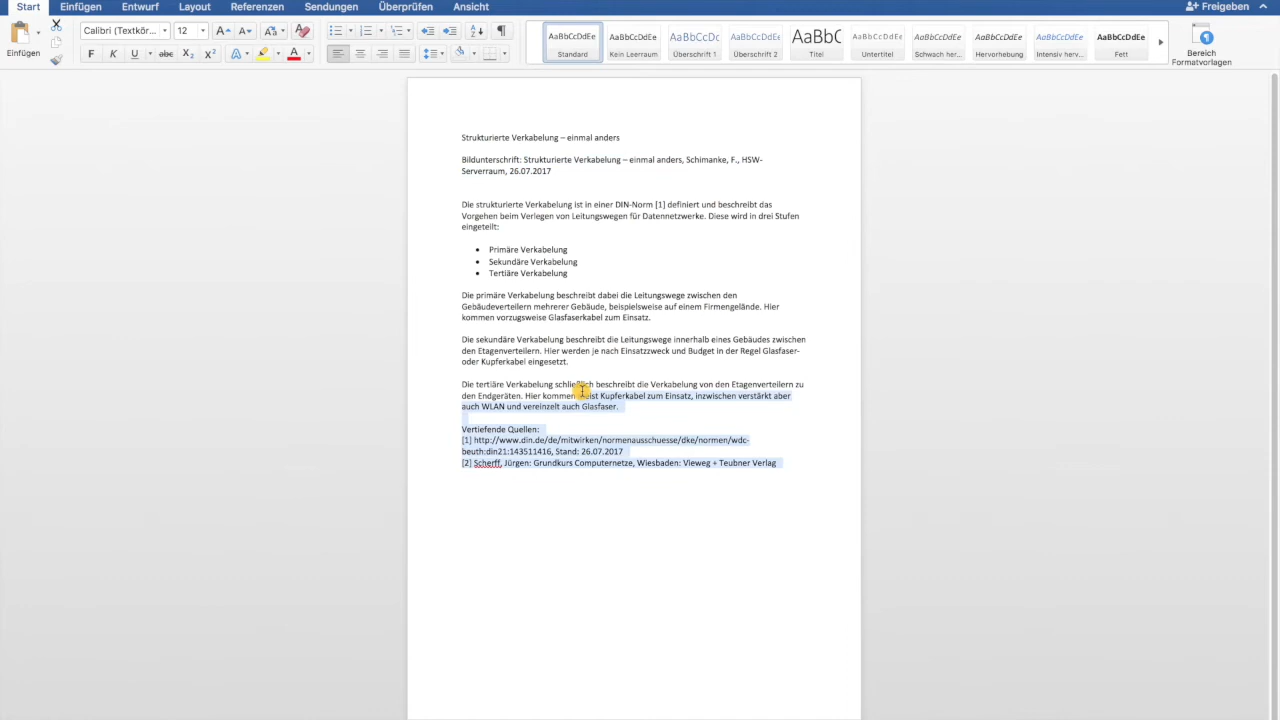 Start Einfügen Entwurf Layout Referenzen Sendungen Überprüfen Ansicht Freigeben
Einfügen Calibri (Textkör... 12
F K U abc X₂ X² A A
AaBbCcDdEe AaBbCcDdEe AaBbCcDc AaBbCcDdEe AaBbC AaBbCcDdEe AaBbCcDdEe AaBbCcDdEe AaBbCcDdEe AaBbCcDdEe
Standard Kein Leerraum Überschrift 1 Überschrift 2 Titel Untertitel Schwach her... Hervorhebung Intensiv herv... Fett
Bereich
Formatvorlagen
Strukturierte Verkabelung – einmal anders
Bildunterschrift: Strukturierte Verkabelung – einmal anders, Schimanke, F., HSW-
Serverraum, 26.07.2017
Die strukturierte Verkabelung ist in einer DIN-Norm [1] definiert und beschreibt das
Vorgehen beim Verlegen von Leitungswegen für Datennetzwerke. Diese wird in drei Stufen
eingeteilt:
• Primäre Verkabelung
• Sekundäre Verkabelung
• Tertiäre Verkabelung
Die primäre Verkabelung beschreibt dabei die Leitungswege zwischen den
Gebäudeverteilern mehrerer Gebäude, beispielsweise auf einem Firmengelände. Hier
kommen vorzugsweise Glasfaserkabel zum Einsatz.
Die sekundäre Verkabelung beschreibt die Leitungswege innerhalb eines Gebäudes zwischen
den Etagenverteilern. Hier werden je nach Einsatzzweck und Budget in der Regel Glasfaser-
oder Kupferkabel eingesetzt.
Die tertiäre Verkabelung schließlich beschreibt die Verkabelung von den Etagenverteilern zu
den Endgeräten. Hier kommen meist Kupferkabel zum Einsatz, inzwischen verstärkt aber
auch WLAN und vereinzelt auch Glasfaser.
Vertiefende Quellen:
[1] http://www.din.de/de/mitwirken/normenausschuesse/dke/normen/wdc-
beuth:din21:143511416, Stand: 26.07.2017
[2] Scherff, Jürgen: Grundkurs Computernetze, Wiesbaden: Vieweg + Teubner Verlag